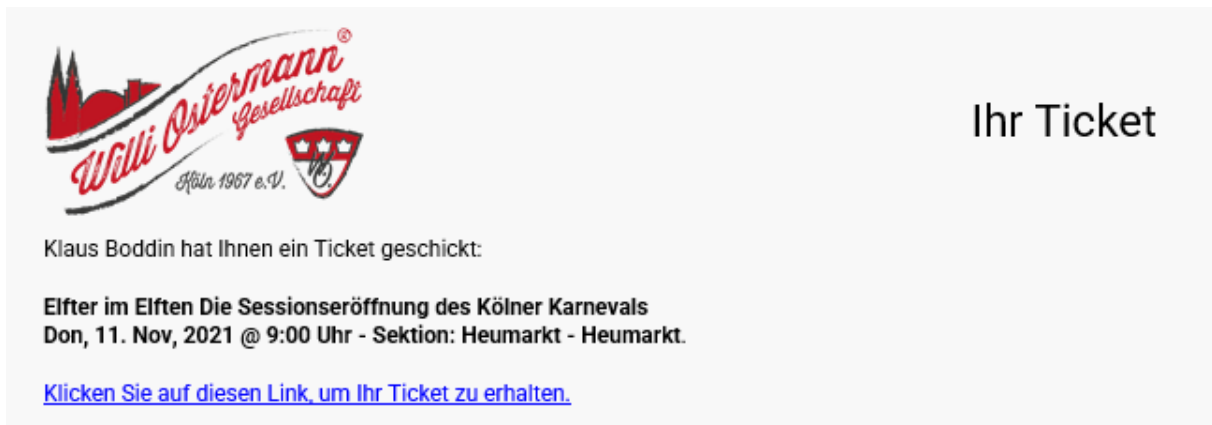 Willi Ostermann®
Gesellschaft
Köln 1967 e.V.
W.O.
Ihr Ticket
Klaus Boddin hat Ihnen ein Ticket geschickt:
Elfter im Elften Die Sessionseröffnung des Kölner Karnevals
Don, 11. Nov, 2021 @ 9:00 Uhr - Sektion: Heumarkt - Heumarkt.
Klicken Sie auf diesen Link, um Ihr Ticket zu erhalten.